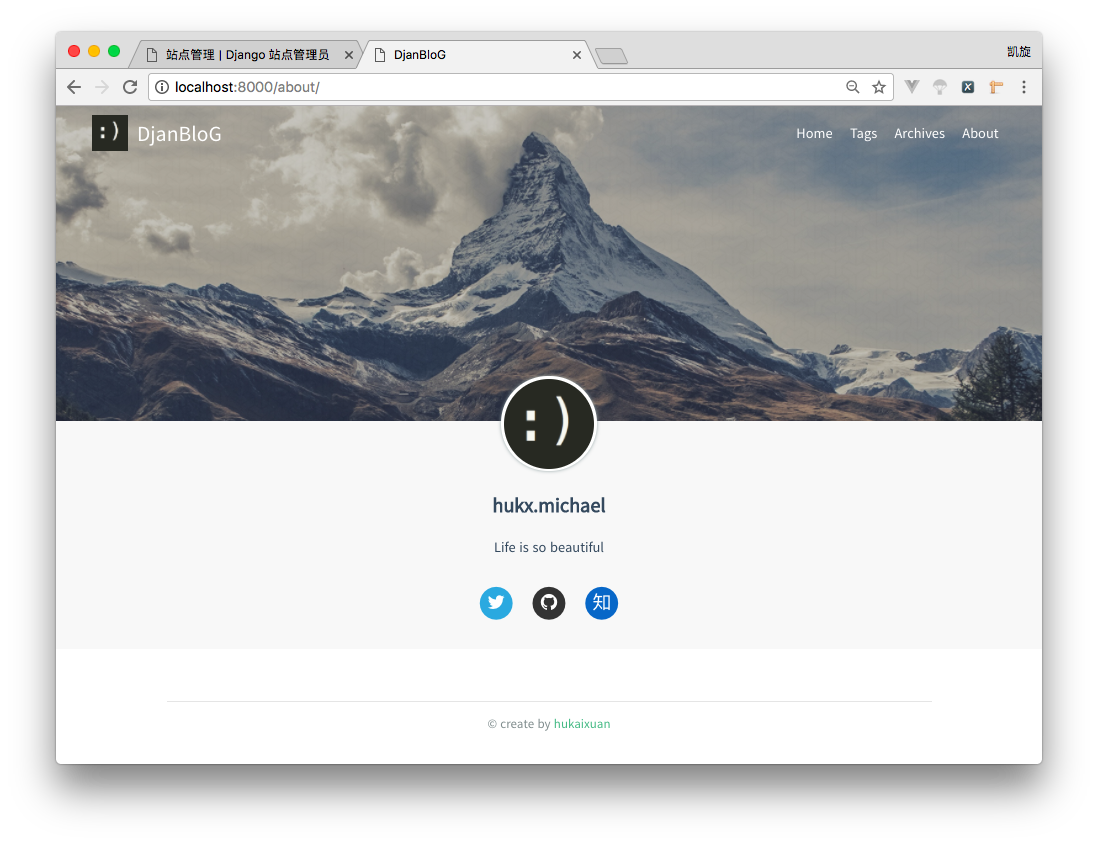 站点管理 | Django 站点管理员
DjanBloG
凯旋
localhost:8000/about/
:)
DjanBloG
Home
Tags
Archives
About
:)
hukx.michael
Life is so beautiful
知
© create by hukaixuan